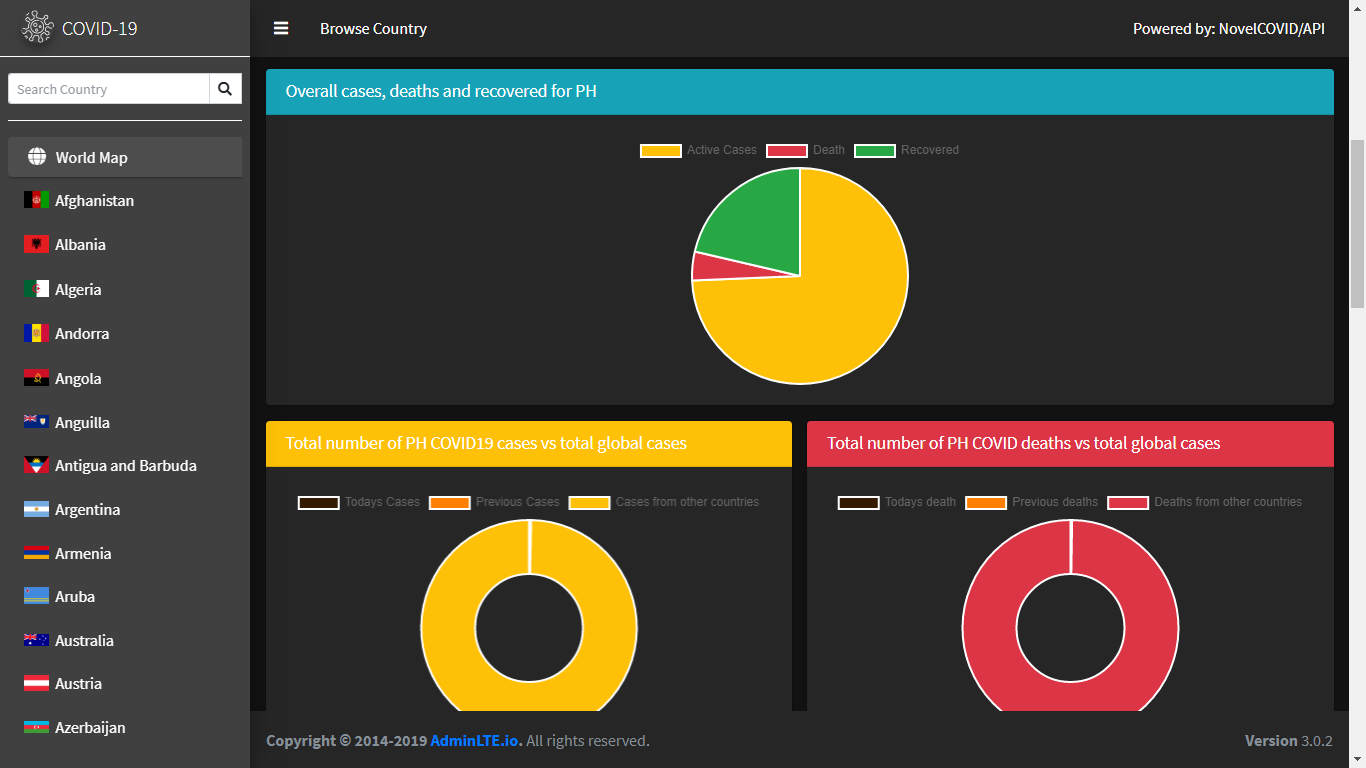 COVID-19
Browse Country
Powered by: NovelCOVID/API
Search Country
World Map
Afghanistan
Albania
Algeria
Andorra
Angola
Anguilla
Antigua and Barbuda
Argentina
Armenia
Aruba
Australia
Austria
Azerbaijan
Overall cases, deaths and recovered for PH
Active Cases Death Recovered
Total number of PH COVID19 cases vs total global cases
Todays Cases Previous Cases Cases from other countries
Total number of PH COVID deaths vs total global cases
Todays death Previous deaths Deaths from other countries
Copyright © 2014-2019 AdminLTE.io. All rights reserved.
Version 3.0.2